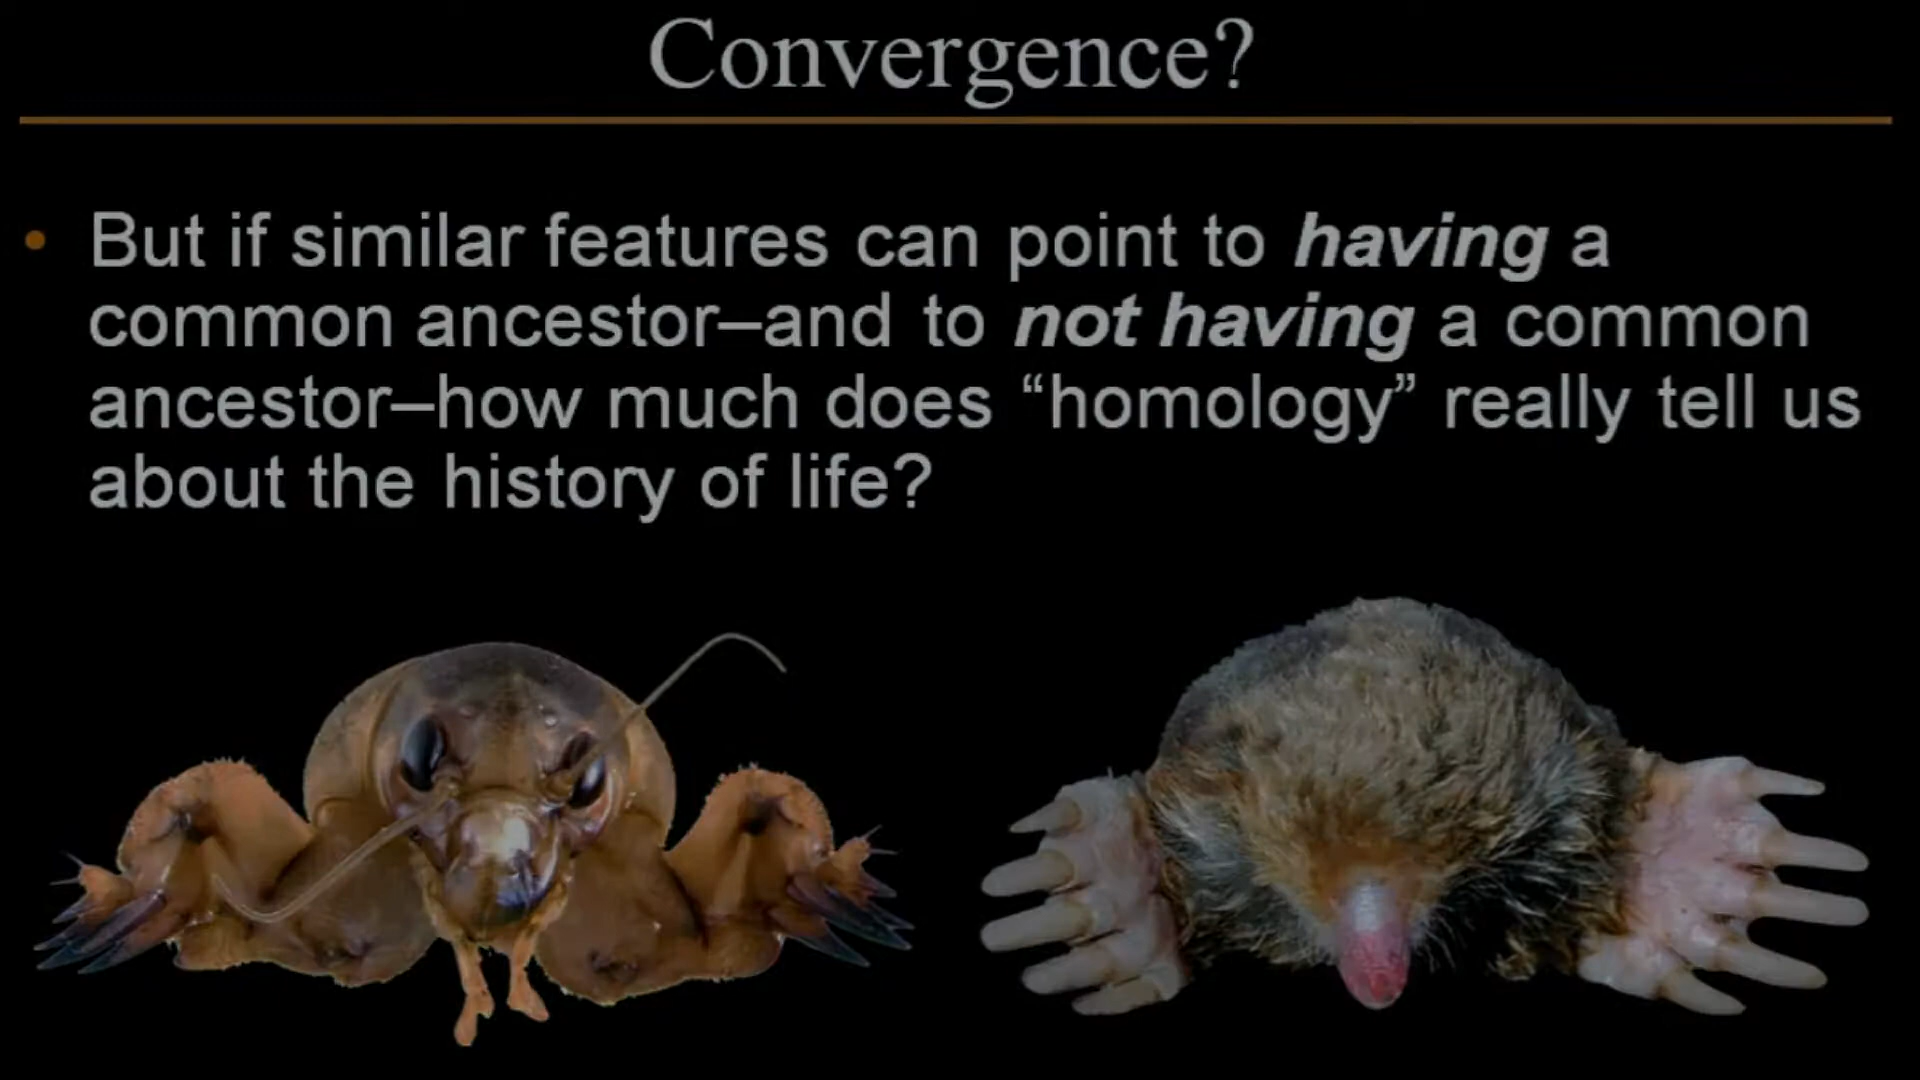 Convergence?
• But if similar features can point to having a
common ancestor–and to not having a common
ancestor–how much does “homology” really tell us
about the history of life?